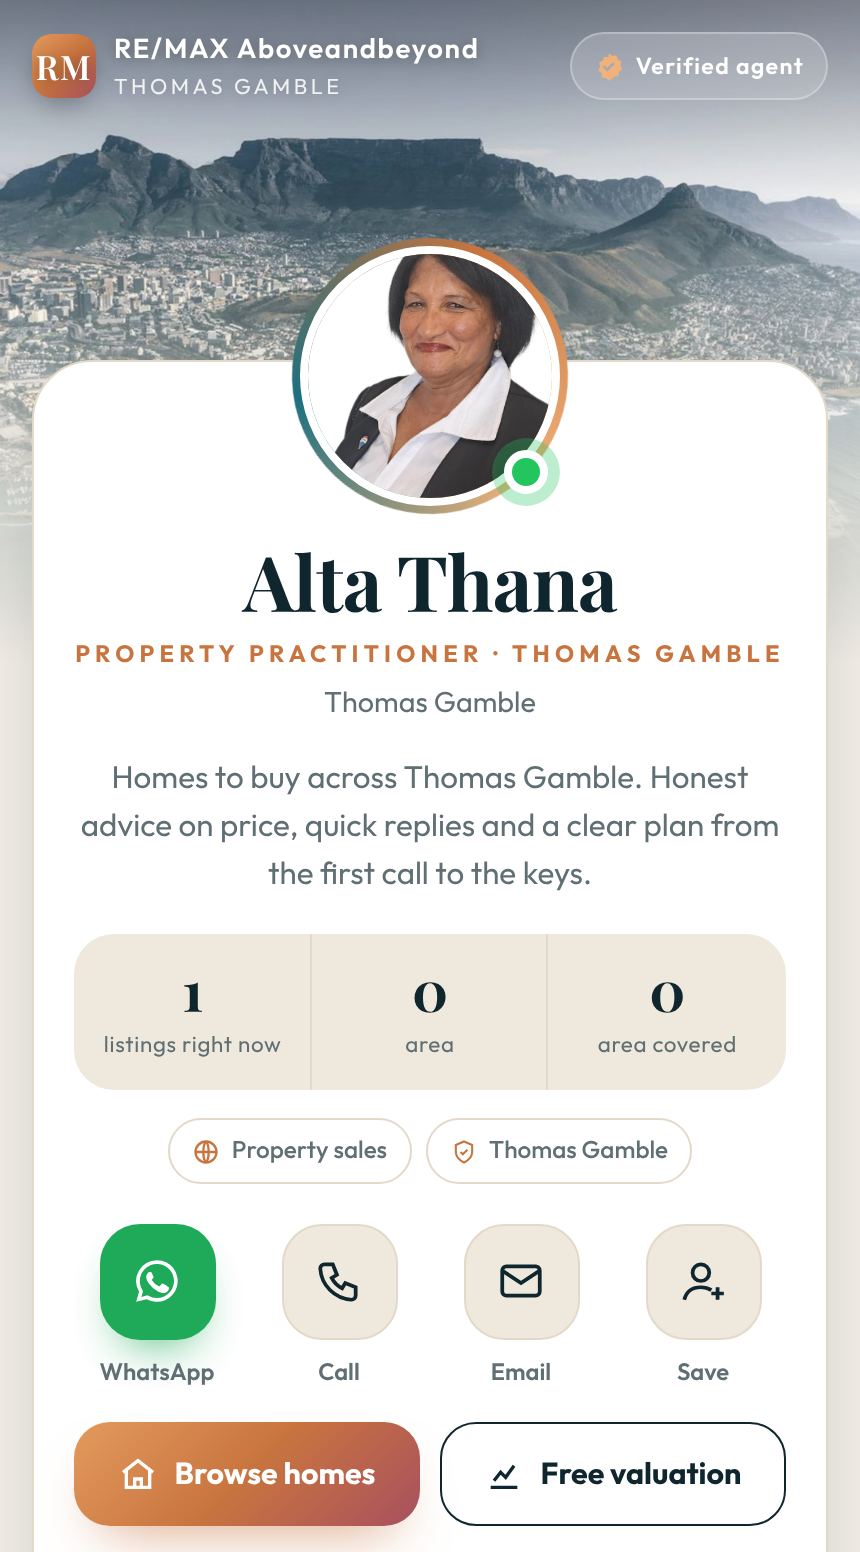 RM
RE/MAX Aboveandbeyond
THOMAS GAMBLE
Verified agent
Alta Thana
PROPERTY PRACTITIONER · THOMAS GAMBLE
Thomas Gamble
Homes to buy across Thomas Gamble. Honest
advice on price, quick replies and a clear plan from
the first call to the keys.
1
listings right now
0
area
0
area covered
Property sales
Thomas Gamble
WhatsApp
Call
Email
Save
Browse homes
Free valuation